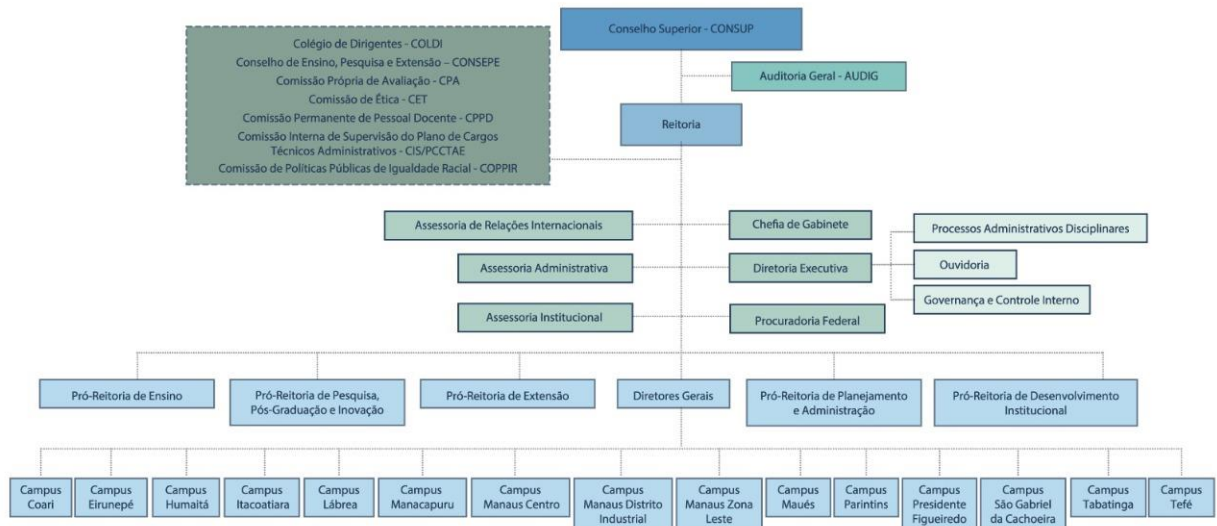 Conselho Superior - CONSUP
Colégio de Dirigentes - COLDI
Conselho de Ensino, Pesquisa e Extensão – CONSEPE
Comissão Própria de Avaliação - CPA
Comissão de Ética - CET
Comissão Permanente de Pessoal Docente - CPPD
Comissão Interna de Supervisão do Plano de Cargos
Técnicos Administrativos - CIS/PCCTAE
Comissão de Políticas Públicas de Igualdade Racial - COPPIR
Auditoria Geral - AUDIG
Reitoria
Assessoria de Relações Internacionais
Chefia de Gabinete
Processos Administrativos Disciplinares
Assessoria Administrativa
Diretoria Executiva
Ouvidoria
Governança e Controle Interno
Assessoria Institucional
Procuradoria Federal
Pró-Reitoria de Ensino
Pró-Reitoria de Pesquisa,
Pós-Graduação e Inovação
Pró-Reitoria de Extensão
Diretores Gerais
Pró-Reitoria de Planejamento
e Administração
Pró-Reitoria de Desenvolvimento
Institucional
Campus
Coari
Campus
Eirunepé
Campus
Humaitá
Campus
Itacoatiara
Campus
Lábrea
Campus
Manacapuru
Campus
Manaus Centro
Campus
Manaus Distrito
Industrial
Campus
Manaus Zona
Leste
Campus
Maués
Campus
Parintins
Campus
Presidente
Figueiredo
Campus
São Gabriel
da Cachoeira
Campus
Tabatinga
Campus
Tefé